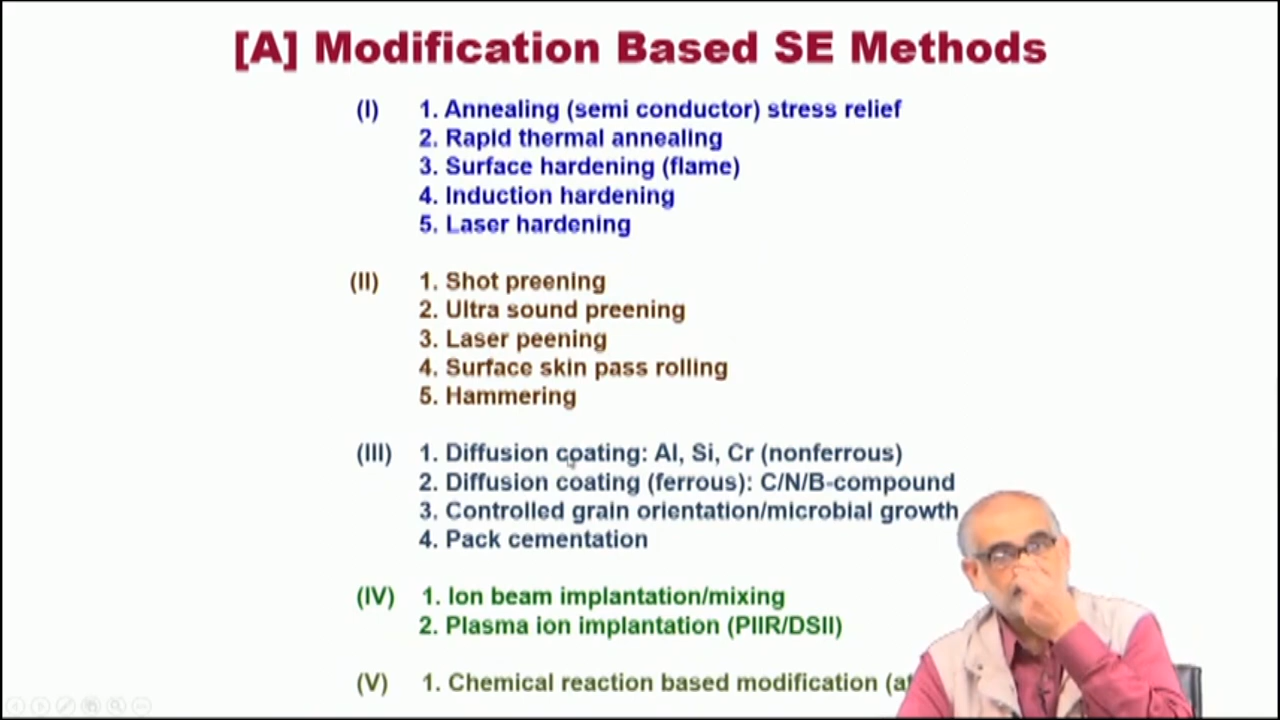 [A] Modification Based SE Methods
(I) 1. Annealing (semi conductor) stress relief
2. Rapid thermal annealing
3. Surface hardening (flame)
4. Induction hardening
5. Laser hardening
(II) 1. Shot preening
2. Ultra sound preening
3. Laser peening
4. Surface skin pass rolling
5. Hammering
(III) 1. Diffusion coating: Al, Si, Cr (nonferrous)
2. Diffusion coating (ferrous): C/N/B-compound
3. Controlled grain orientation/microbial growth
4. Pack cementation
(IV) 1. Ion beam implantation/mixing
2. Plasma ion implantation (PIIR/DSII)
(V) 1. Chemical reaction based modification